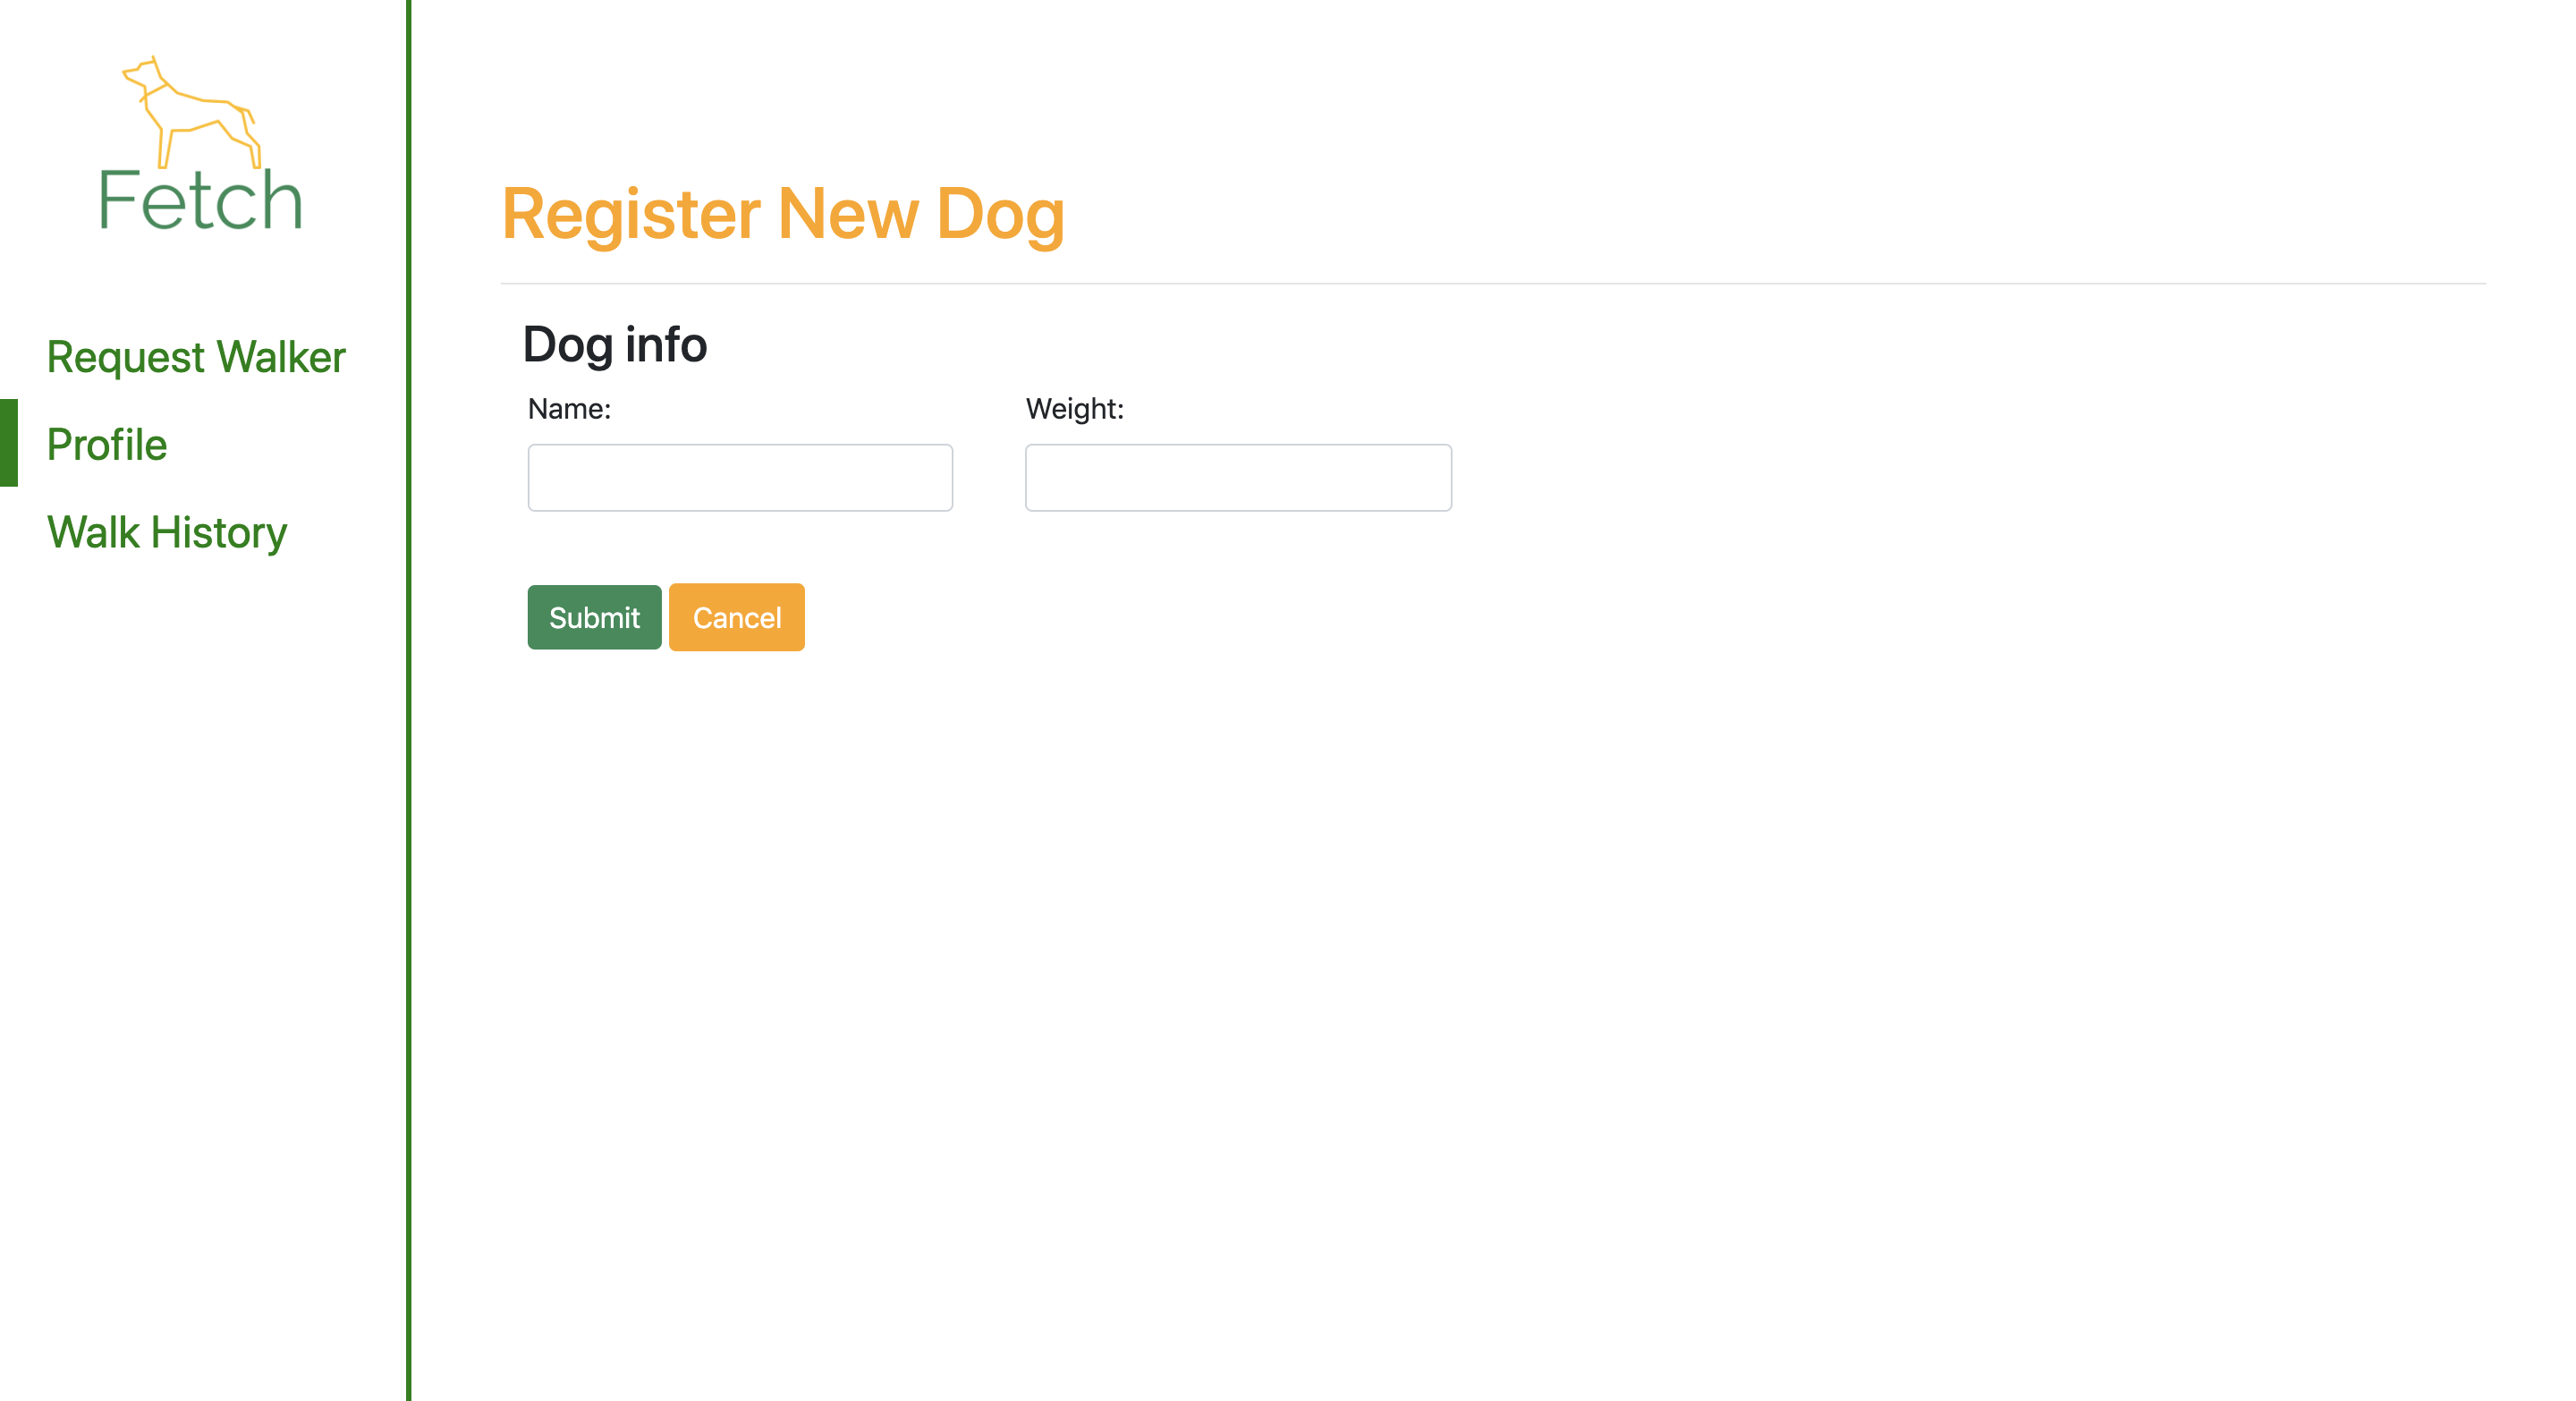 Fetch
Request Walker
Profile
Walk History
Register New Dog
Dog info
Name:
Weight:
Submit
Cancel